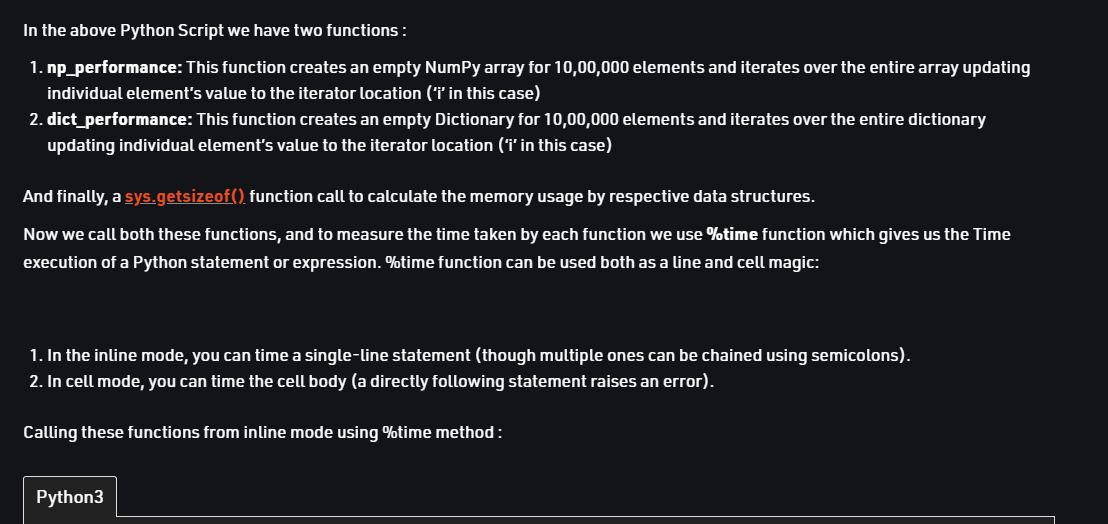 In the above Python Script we have two functions :
1. np_performance: This function creates an empty NumPy array for 10,00,000 elements and iterates over the entire array updating
individual element's value to the iterator location ('i' in this case)
2. dict_performance: This function creates an empty Dictionary for 10,00,000 elements and iterates over the entire dictionary
updating individual element's value to the iterator location ('i' in this case)
And finally, a sys.getsizeof() function call to calculate the memory usage by respective data structures.
Now we call both these functions, and to measure the time taken by each function we use %time function which gives us the Time
execution of a Python statement or expression. %time function can be used both as a line and cell magic:
1. In the inline mode, you can time a single-line statement (though multiple ones can be chained using semicolons).
2. In cell mode, you can time the cell body (a directly following statement raises an error).
Calling these functions from inline mode using %time method :
Python3